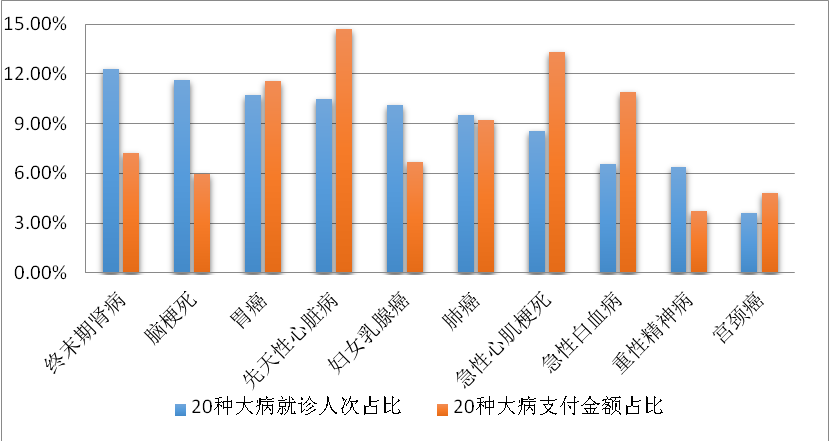 15.00%
12.00%
9.00%
6.00%
3.00%
0.00%
终末期肾病
脑梗死
胃癌
先天性心脏病
妇女乳腺癌
肺癌
急性心肌梗死
急性白血病
重性精神病
宫颈癌
20种大病就诊人次占比
20种大病支付金额占比